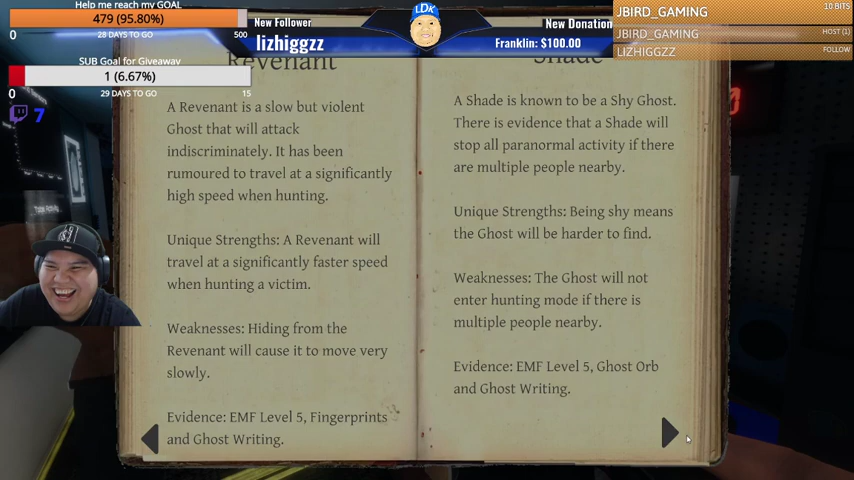 Help me reach my GOAL
479 (95.80%)
0
28 DAYS TO GO
500
SUB Goal for Giveaway
1 (6.67%)
0
29 DAYS TO GO
15
7
New Follower
lizhiggzz
LDK
New Donation
Franklin: $100.00
JBIRD_GAMING
10 BITS
JBIRD_GAMING
HOST (1)
LIZHIGGZZ
FOLLOW
Revenant
A Revenant is a slow but violent
Ghost that will attack
indiscriminately. It has been
rumoured to travel at a significantly
high speed when hunting.
Unique Strengths: A Revenant will
travel at a significantly faster speed
when hunting a victim.
Weaknesses: Hiding from the
Revenant will cause it to move very
slowly.
Evidence: EMF Level 5, Fingerprints
and Ghost Writing.
Shade
A Shade is known to be a Shy Ghost.
There is evidence that a Shade will
stop all paranormal activity if there
are multiple people nearby.
Unique Strengths: Being shy means
the Ghost will be harder to find.
Weaknesses: The Ghost will not
enter hunting mode if there is
multiple people nearby.
Evidence: EMF Level 5, Ghost Orb
and Ghost Writing.